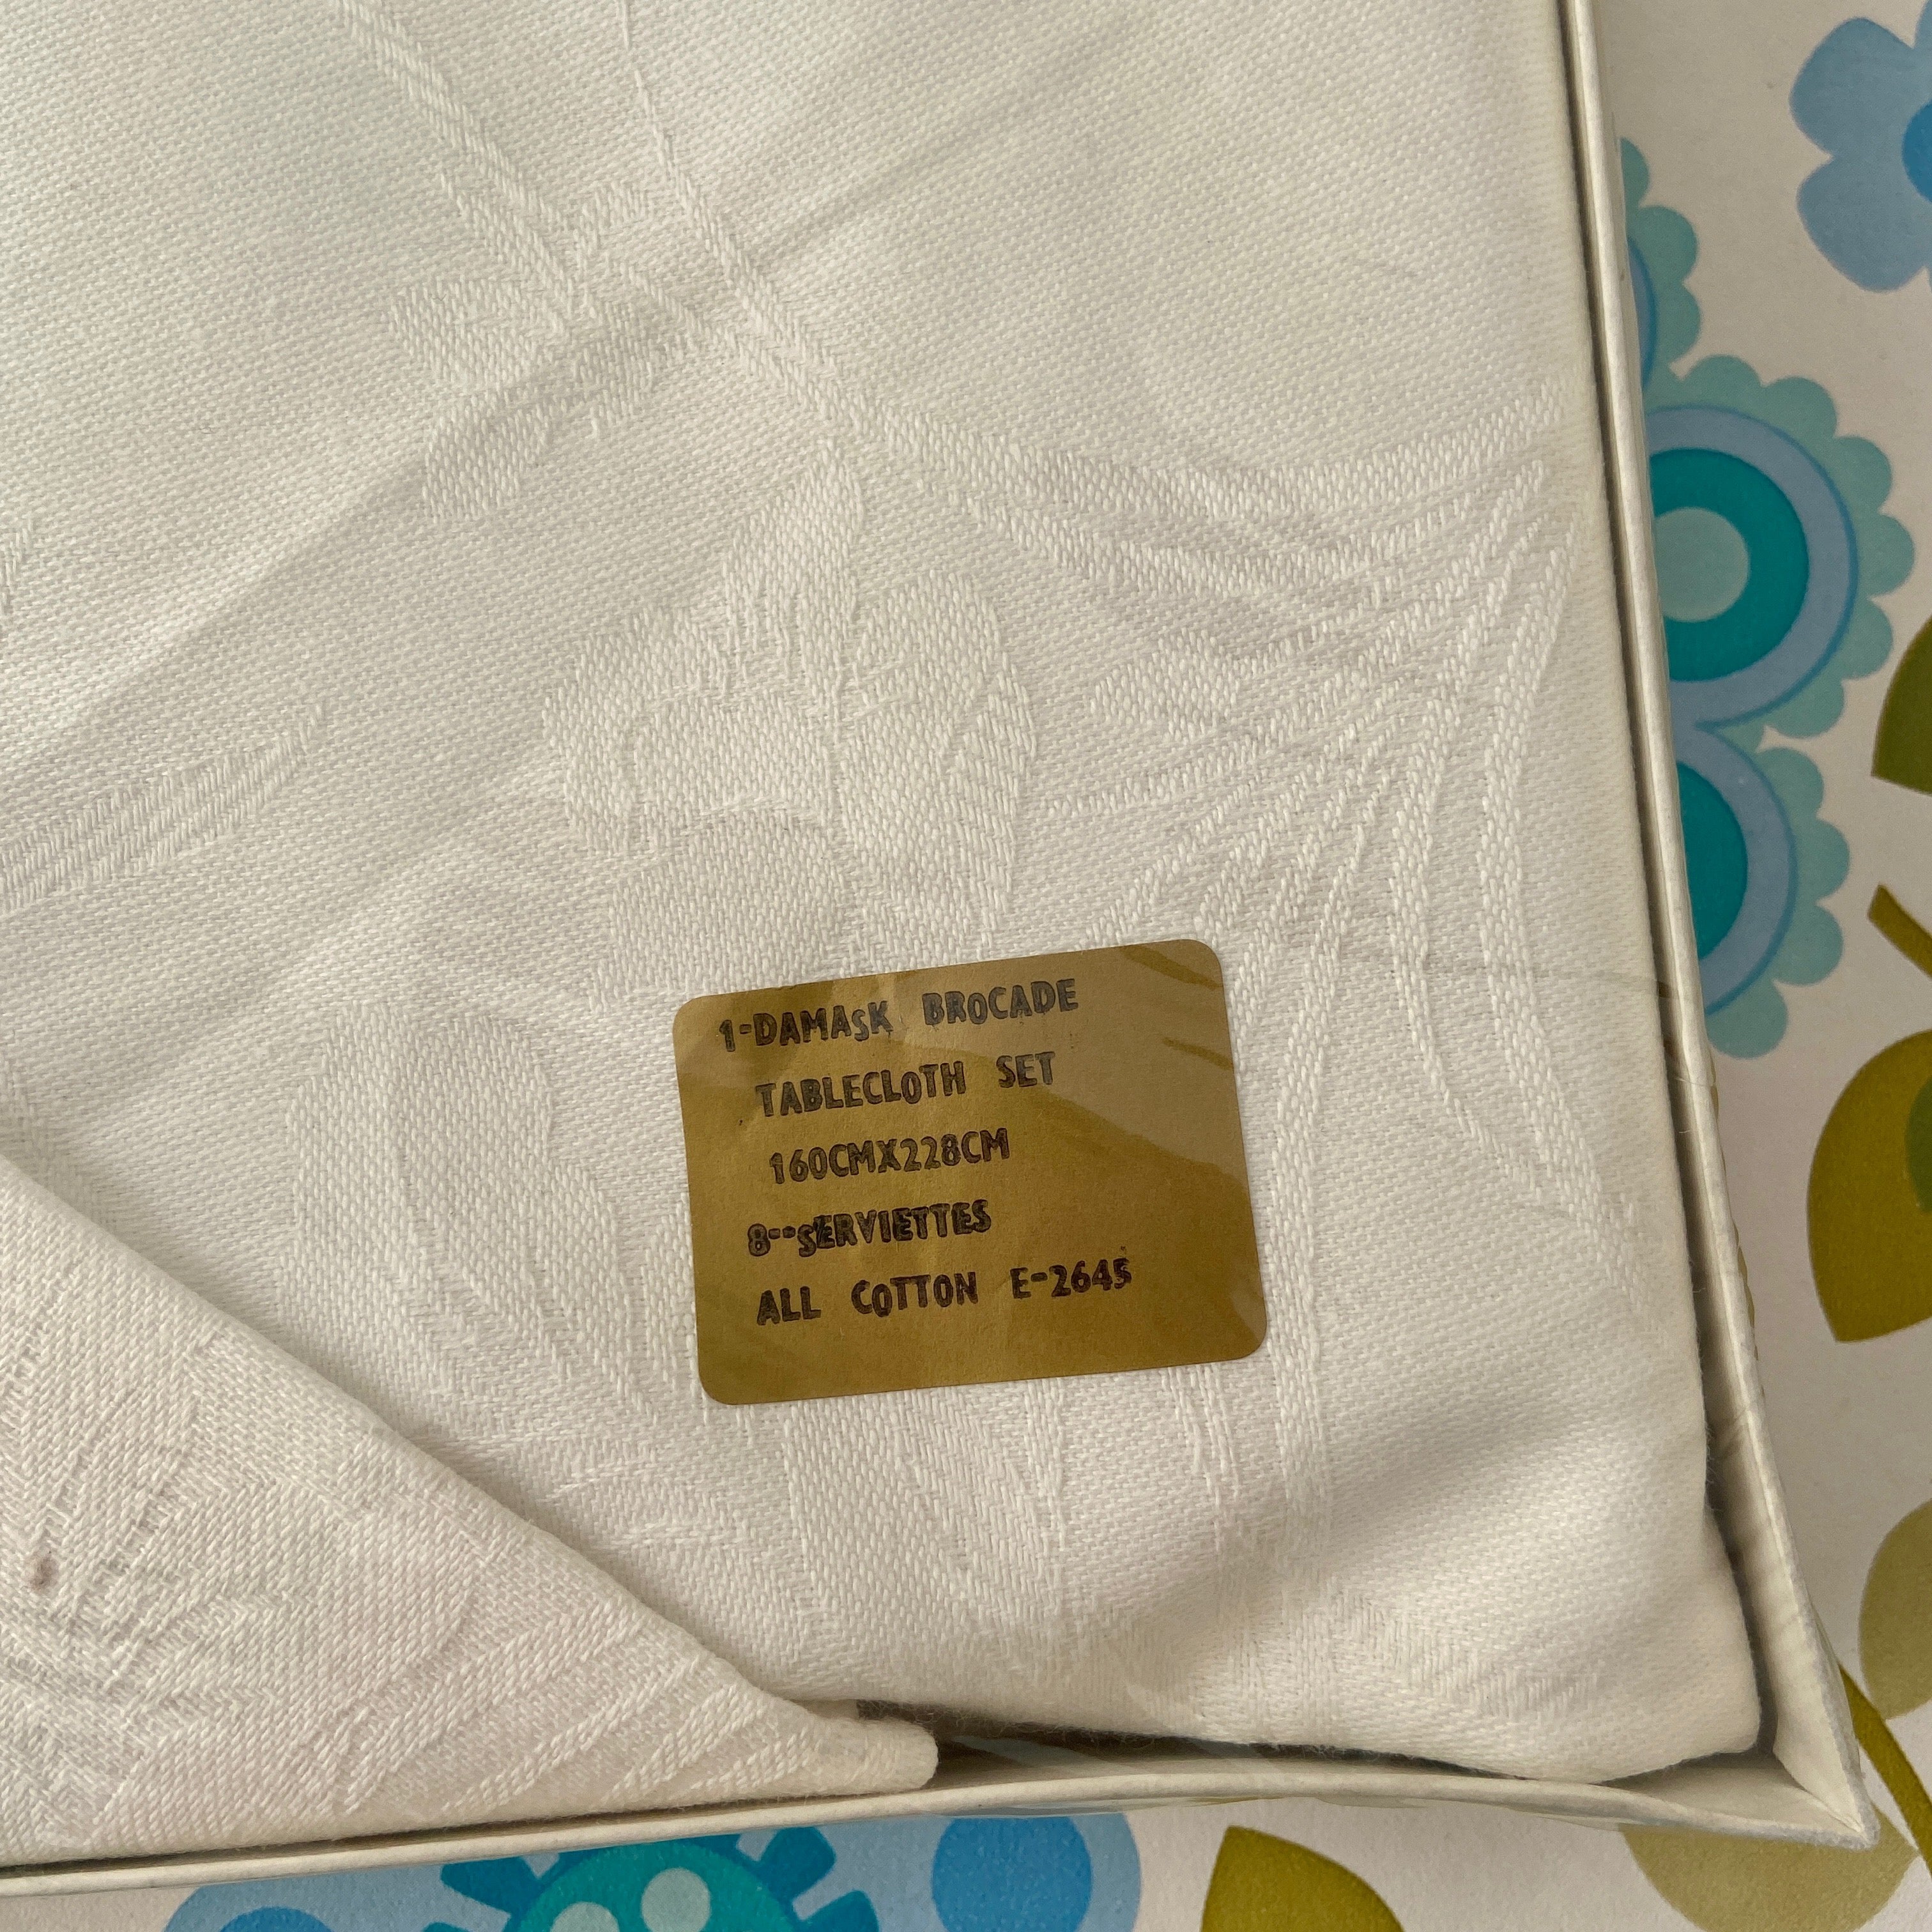 1-DAMAsK BROCADE
TABLECLOTH SET
160CMX228CM
8--sERVIETTES
ALL COTTON E-2645